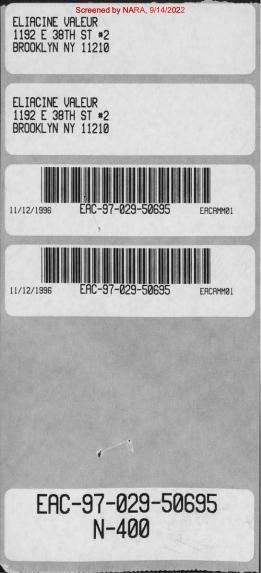 Screened by NARA, 9/14/2022
ELIACINE VALEUR
1192 E 38TH ST #2
BROOKLYN NY 11210
ELIACINE VALEUR
1192 E 38TH ST #2
BROOKLYN NY 11210
11/12/1996 EAC-97-029-50695 EACAMM01
11/12/1996 EAC-97-029-50695 EACAMM01
EAC-97-029-50695
N-400